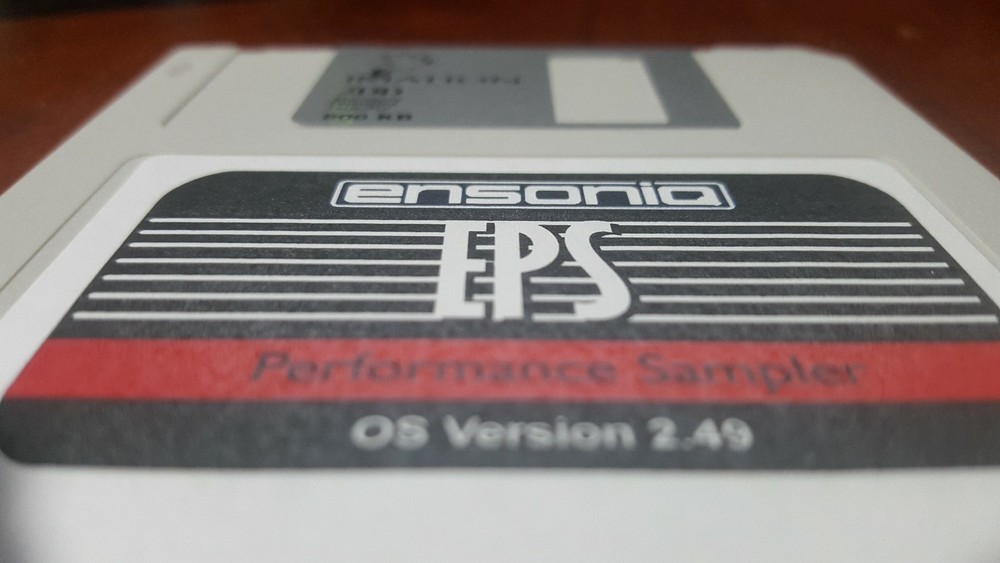 ensoniq
EPS
Performance Sampler
OS Version 2.49